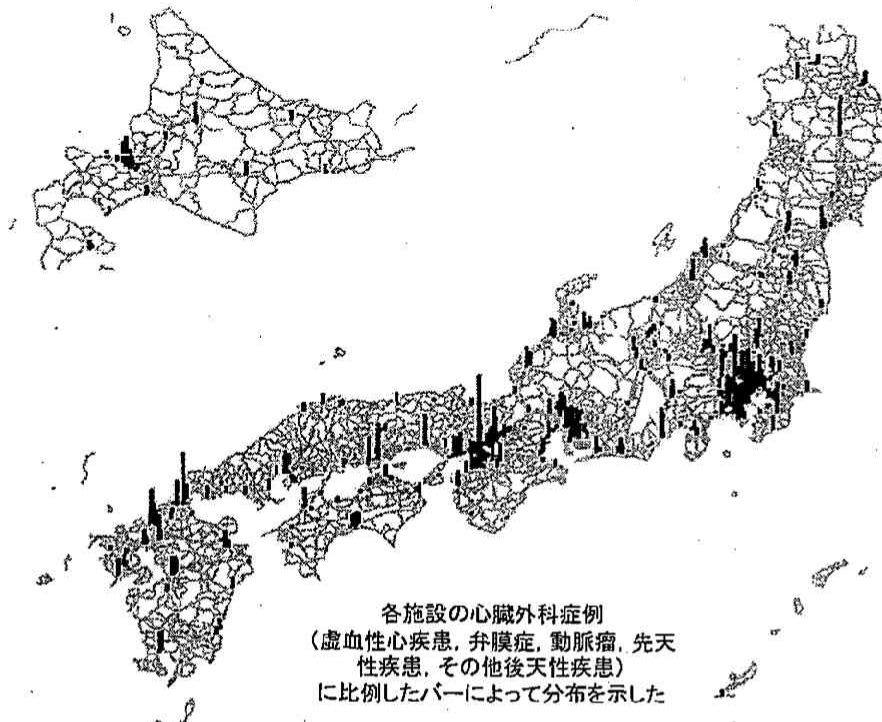 各施設の心臓外科症例
（虚血性心疾患，弁膜症，動脈瘤，先天
性疾患，その他後天性疾患）
に比例したバーによって分布を示した